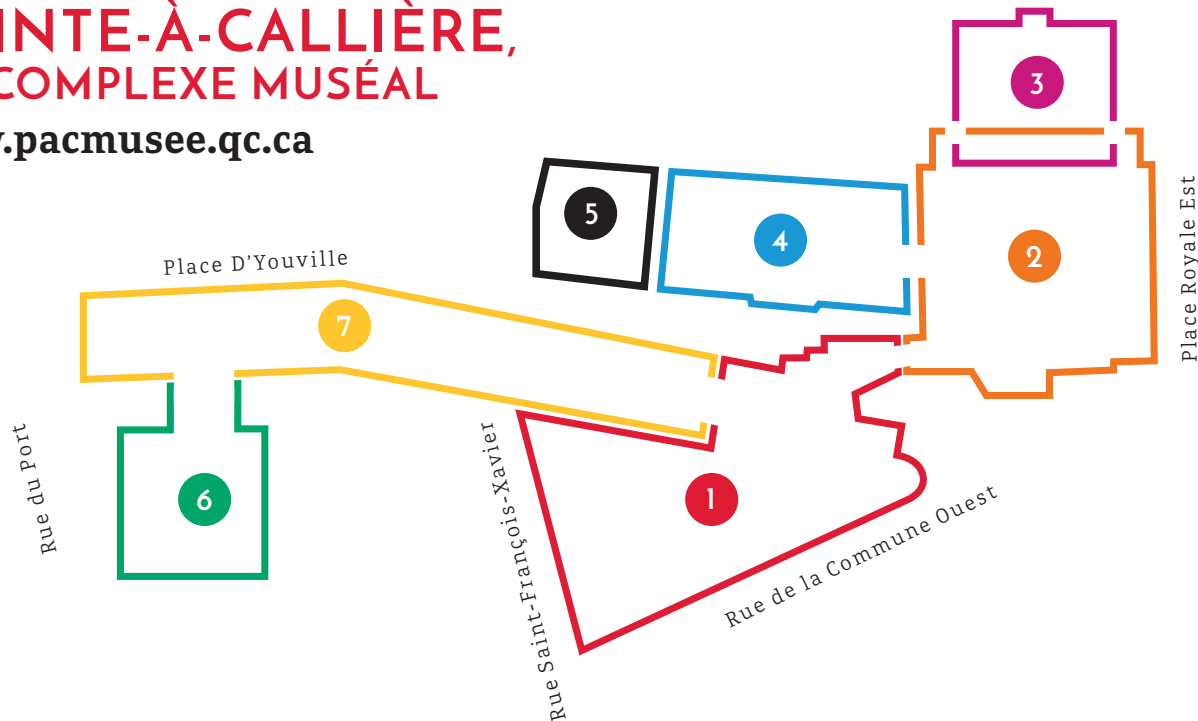 INTE-À-CALLIÈRE,
COMPLEXE MUSÉAL
.pacmusee.qc.ca
3
5
4
2
Place Royale Est
Place D'Youville
7
Rue du Port
6
Rue Saint-François-Xavier
1
Rue de la Commune Ouest